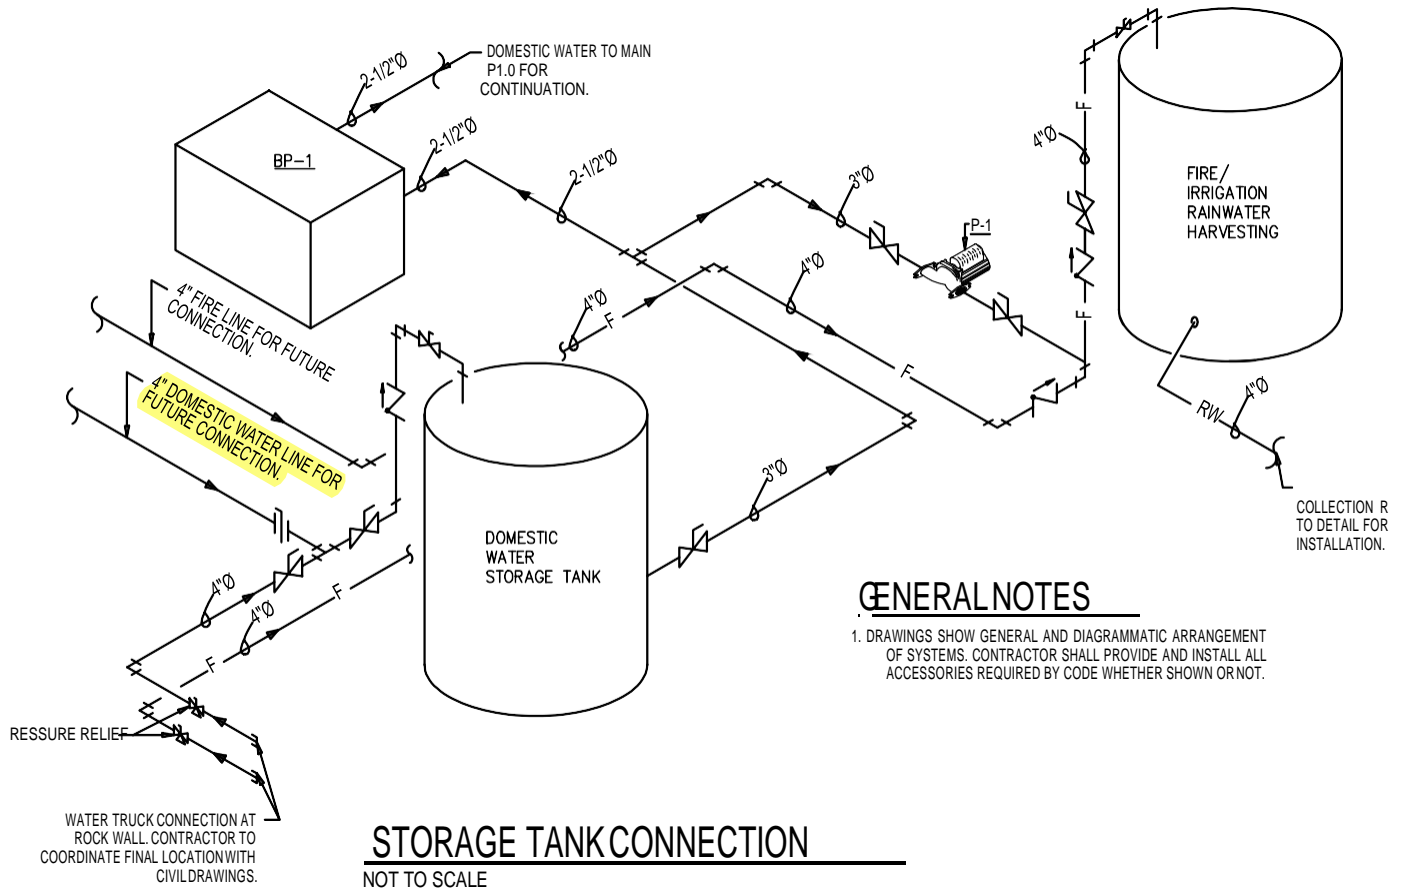 DOMESTIC WATER TO MAIN
P1.0 FOR
CONTINUATION.
2-1/2"Ø
BP-1
2-1/2"Ø
2-1/2"Ø
3"Ø
P-1
4"Ø
F
FIRE/
IRRIGATION
RAINWATER
HARVESTING
4" FIRE LINE FOR FUTURE
CONNECTION.
4"Ø
F
4"Ø
F
F
4" DOMESTIC WATER LINE FOR
FUTURE CONNECTION.
RW
4"Ø
3"Ø
COLLECTION R
TO DETAIL FOR
INSTALLATION.
DOMESTIC
WATER
STORAGE TANK
4"Ø
4"Ø
F
F
GENERAL NOTES
1. DRAWINGS SHOW GENERAL AND DIAGRAMMATIC ARRANGEMENT
OF SYSTEMS. CONTRACTOR SHALL PROVIDE AND INSTALL ALL
ACCESSORIES REQUIRED BY CODE WHETHER SHOWN OR NOT.
RESSURE RELIEF
WATER TRUCK CONNECTION AT
ROCK WALL. CONTRACTOR TO
COORDINATE FINAL LOCATION WITH
CIVIL DRAWINGS.
STORAGE TANK CONNECTION
NOT TO SCALE